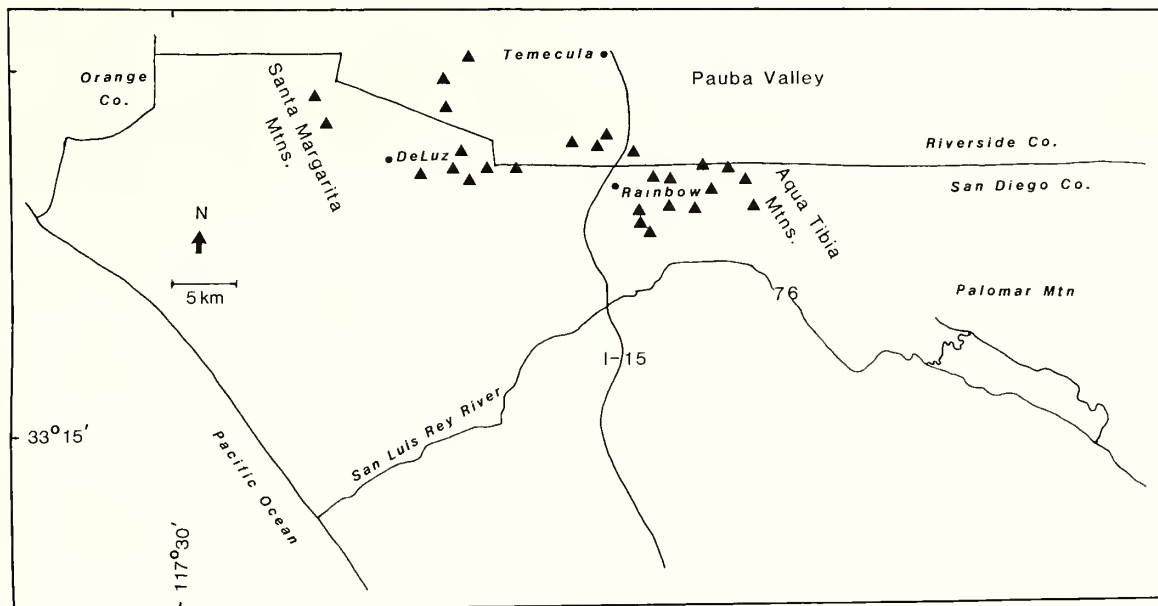 Temecula
Pauba Valley
Orange
Co.
Santa Margarita
Mtns.
DeLuz
Riverside Co.
San Diego Co.
Rainbow
Aqua Tibia
Mtns.
N
5 km
76
Palomar Mtn
I-15
San Luis Rey River
33°15′
Pacific Ocean
117°30′